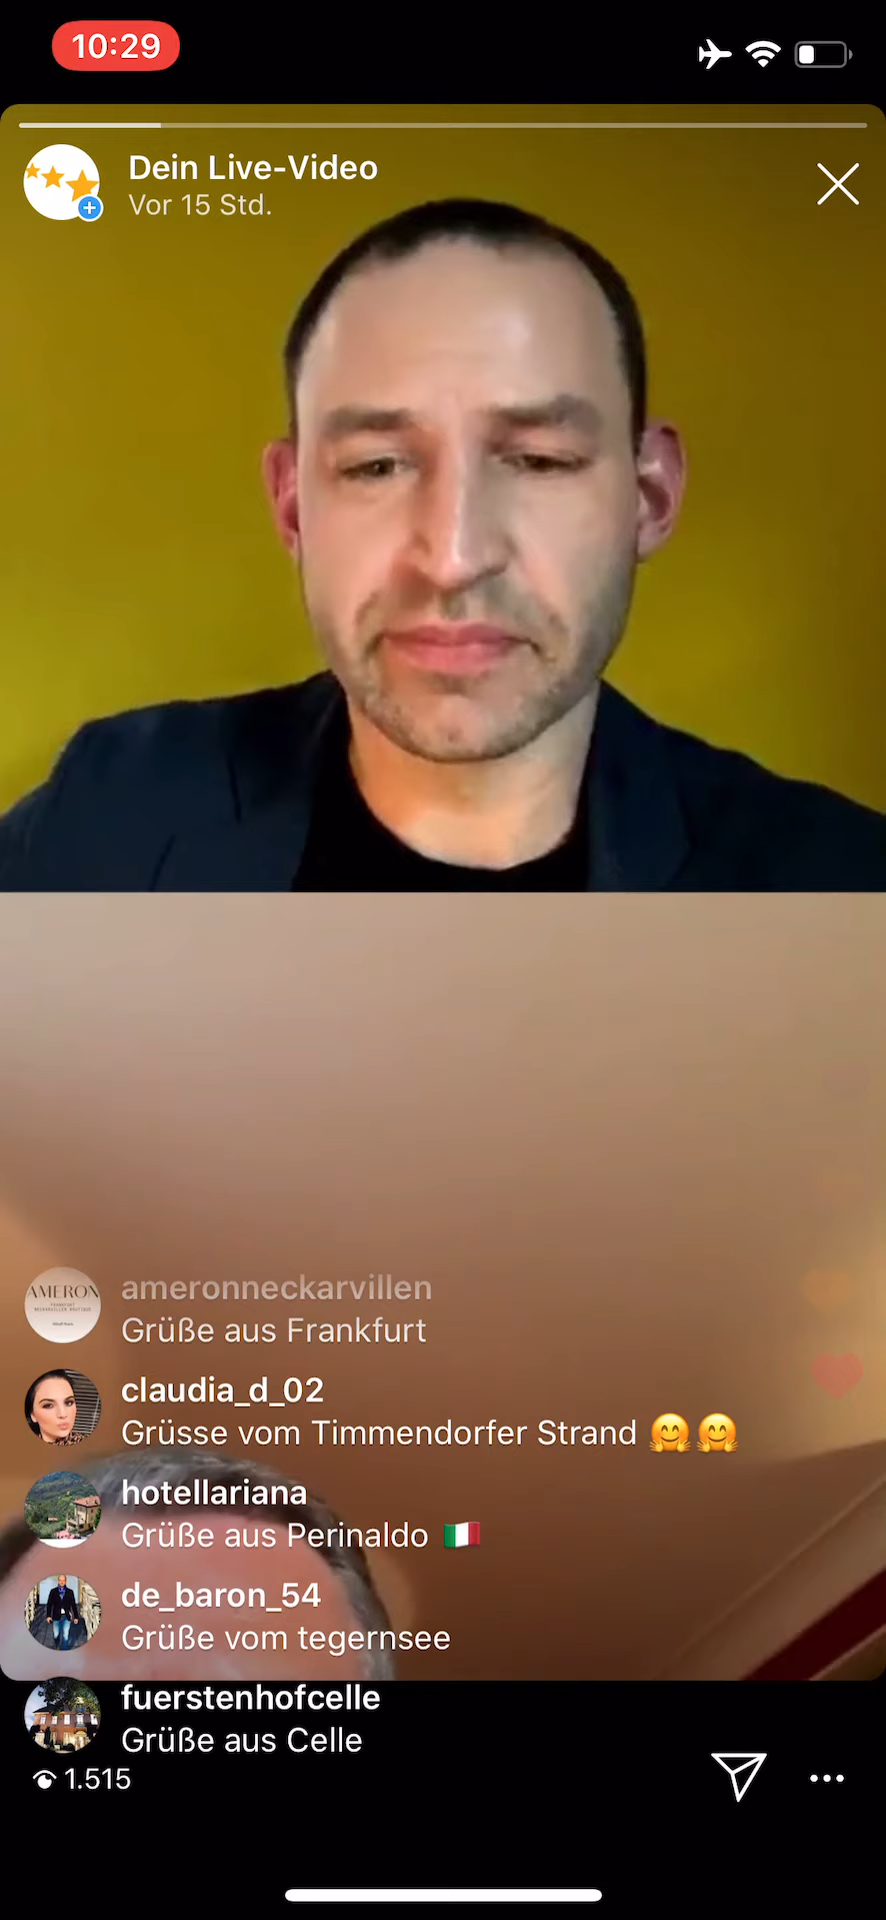 10:29
Dein Live-Video
Vor 15 Std.
AMERON
ameronneckarvillen
Grüße aus Frankfurt
claudia_d_02
Grüsse vom Timmendorfer Strand 🤗🤗
hotellariana
Grüße aus Perinaldo 🇮🇹
de_baron_54
Grüße vom tegernsee
fuerstenhofcelle
Grüße aus Celle
1.515